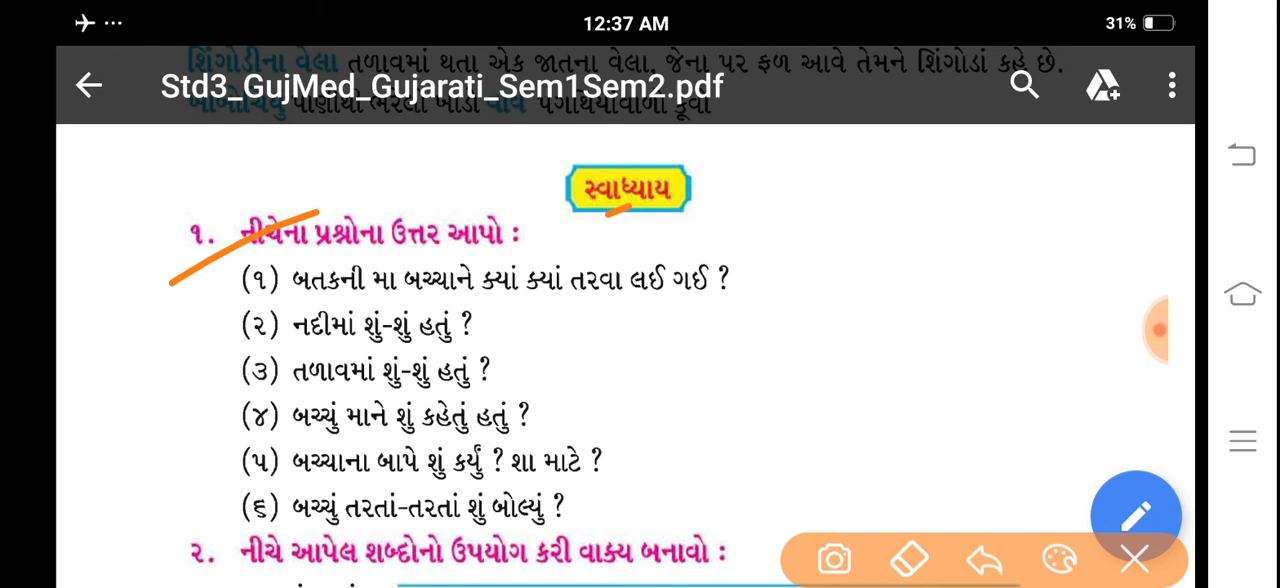 12:37 AM
31%
શિંગોડીના વેલા તળાવમાં થતા એક જાતના વેલા, જેના પર ફળ આવે તેમને શિંગોડાં કહે છે.
Std3_GujMed_Gujarati_Sem1Sem2.pdf
પાણીથી ભરેલો ખાડો વાવ પગથિયાંવાળો કૂવો
સ્વાધ્યાય
૧. નીચેના પ્રશ્નોના ઉત્તર આપો :
(૧) બતકની મા બચ્ચાને ક્યાં ક્યાં તરવા લઈ ગઈ ?
(૨) નદીમાં શું-શું હતું ?
(૩) તળાવમાં શું-શું હતું ?
(૪) બચ્ચું માને શું કહેતું હતું ?
(૫) બચ્ચાના બાપે શું કર્યું ? શા માટે ?
(૬) બચ્ચું તરતાં-તરતાં શું બોલ્યું ?
૨. નીચે આપેલ શબ્દોનો ઉપયોગ કરી વાક્ય બનાવો :